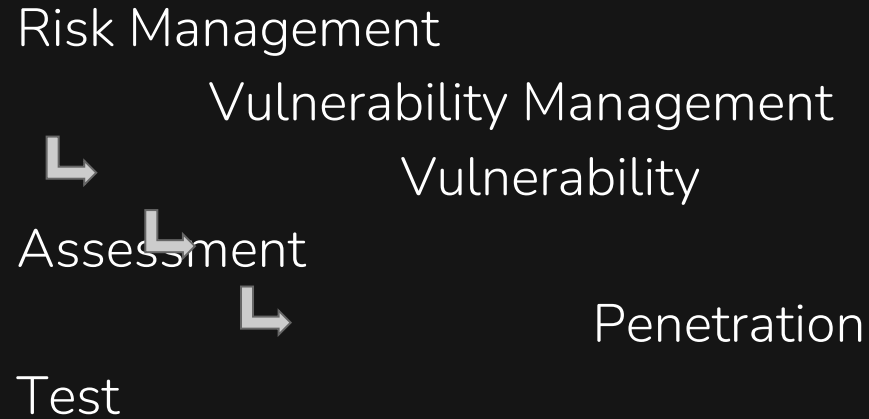 Risk Management
Vulnerability Management
Vulnerability
Assessment
Penetration
Test